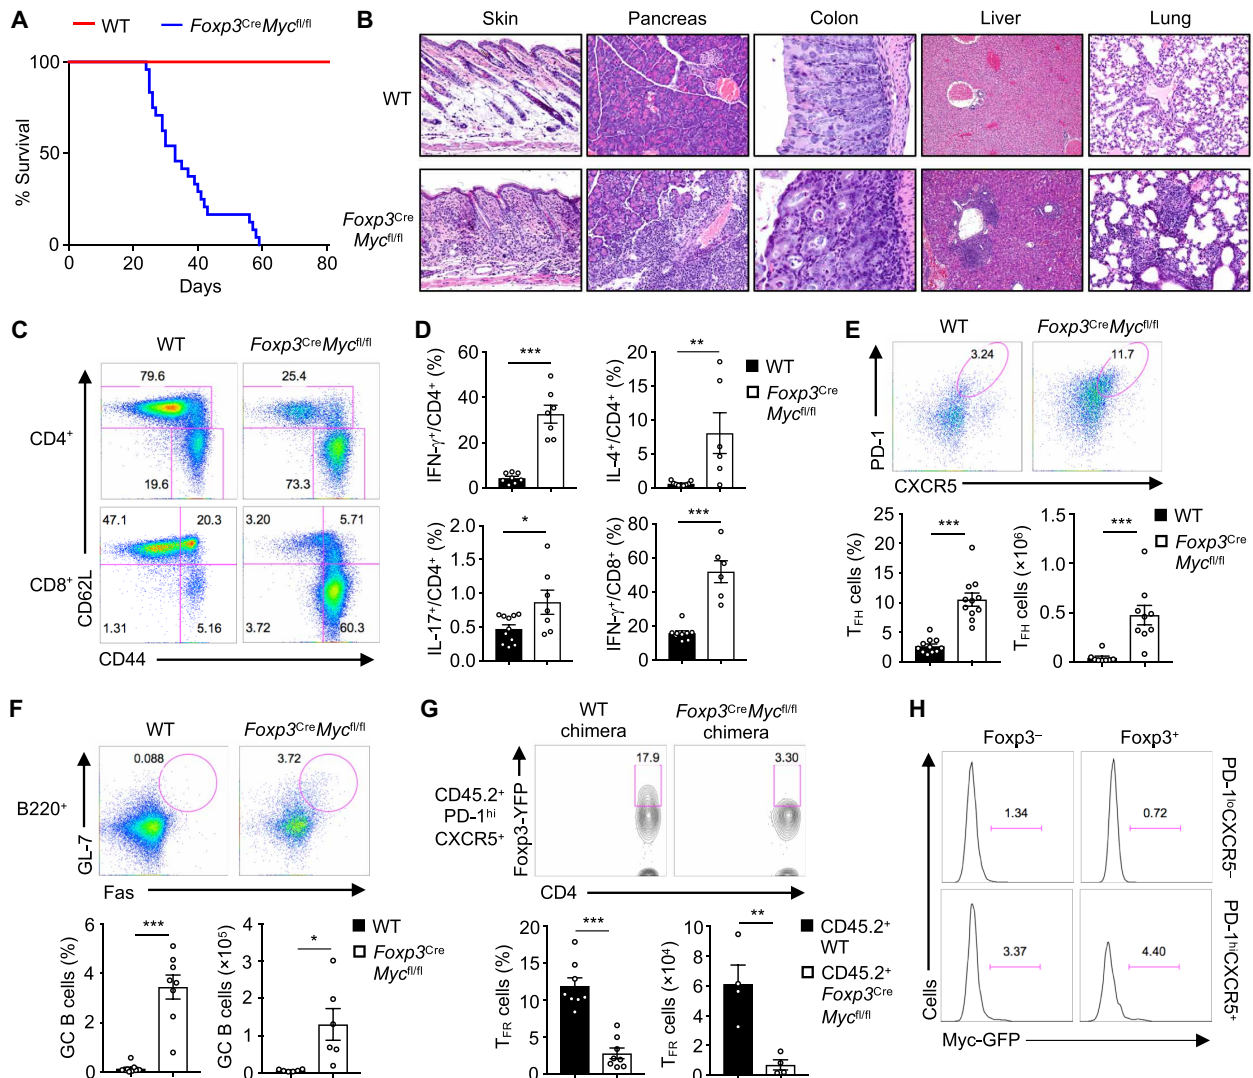 A
WT
Foxp3CreMycfl/fl
% Survival
100
50
0
0 20 40 60 80
Days
B
Skin Pancreas Colon Liver Lung
WT
Foxp3Cre
Mycfl/fl
C
WT Foxp3CreMycfl/fl
CD4+
79.6 25.4
19.6 73.3
CD8+
47.1 20.3 3.20 5.71
1.31 5.16 3.72 60.3
CD62L
CD44
D
IFN-γ+/CD4+ (%)
60
40
20
0
***
IL-4+/CD4+ (%)
20
15
10
5
0
**
WT
Foxp3Cre
Mycfl/fl
IL-17+/CD4+ (%)
2.0
1.5
1.0
0.5
0.0
*
IFN-γ+/CD8+ (%)
80
60
40
20
0
***
E
WT Foxp3CreMycfl/fl
3.24 11.7
PD-1
CXCR5
TFH cells (%)
25
20
15
10
5
0
***
TFH cells (×10⁶)
1.5
1.0
0.5
0
***
WT
Foxp3Cre
Mycfl/fl
F
WT Foxp3CreMycfl/fl
B220+
0.088 3.72
GL-7
Fas
GC B cells (%)
6
4
2
0
***
GC B cells (×10⁵)
4
3
2
1
0
*
WT
Foxp3Cre
Mycfl/fl
G
WT
chimera
Foxp3CreMycfl/fl
chimera
CD45.2+
PD-1hi
CXCR5+
Foxp3-YFP
17.9 3.30
CD4
TFR cells (%)
20
15
10
5
0
***
TFR cells (×10⁴)
10
8
6
4
2
0
**
CD45.2+
WT
CD45.2+
Foxp3Cre
Mycfl/fl
H
Foxp3– Foxp3+
1.34 0.72
PD-1loCXCR5–
3.37 4.40
PD-1hiCXCR5+
Cells
Myc-GFP